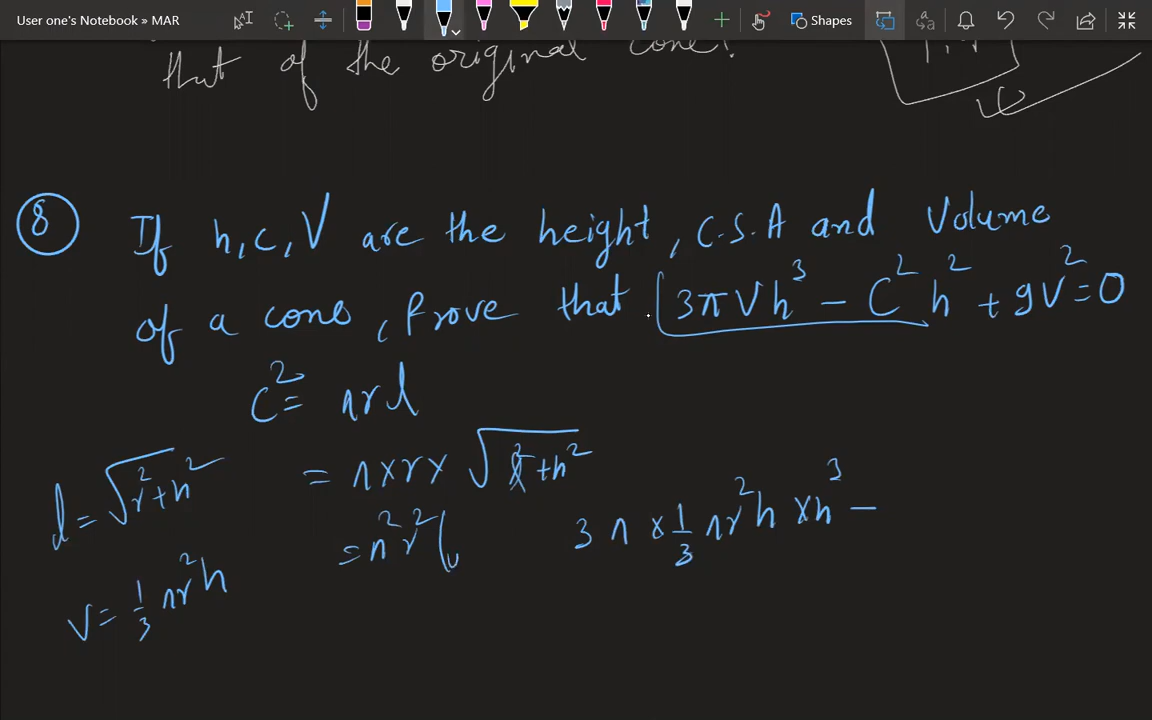 User one's Notebook » MAR
Shapes
that of the original cone?
8 If h, c, V are the height, C.S.A and Volume
of a cone, Prove that 3πVh³ − C²h² + 9V² = 0
C² = πrl
l = √(r² + h²)
= π × r × √(r² + h²)
= π²r²(
3π × 1/3 πr²h × h³ −
V = 1/3 πr²h